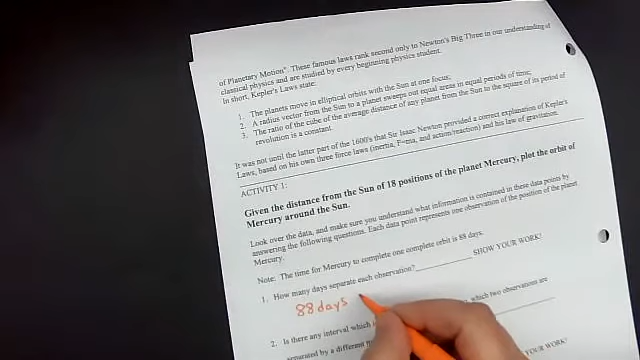 of Planetary Motion". These famous laws rank second only to Newton's Big Three in our understanding of
classical physics and are studied by every beginning physics student.
In short, Kepler's Laws state:
1. The planets move in elliptical orbits with the Sun at one focus;
2. A radius vector from the Sun to a planet sweeps out equal areas in equal periods of time;
3. The ratio of the cube of the average distance of any planet from the Sun to the square of its period of
revolution is a constant.
It was not until the latter part of the 1600's that Sir Isaac Newton provided a correct explanation of Kepler's
Laws, based on his own three force laws (inertia, F=ma, and action/reaction) and his law of gravitation.
ACTIVITY 1:
Given the distance from the Sun of 18 positions of the planet Mercury, plot the orbit of
Mercury around the Sun.
Look over the data, and make sure you understand what information is contained in these data points by
answering the following questions. Each data point represents one observation of the position of the planet
Mercury.
Note: The time for Mercury to complete one complete orbit is 88 days.
1. How many days separate each observation? SHOW YOUR WORK!
88 days
2. Is there any interval which , which two observations are
separated by a different YOUR WORK!